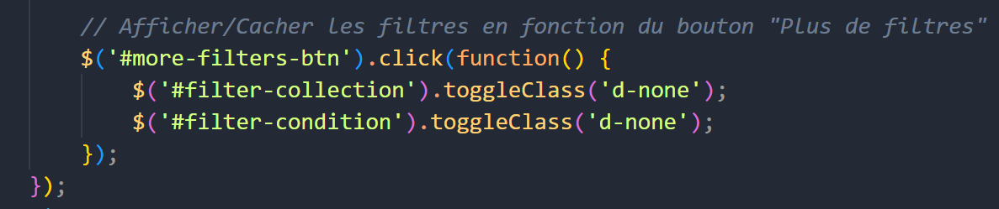 // Afficher/Cacher les filtres en fonction du bouton "Plus de filtres"
$('#more-filters-btn').click(function() {
$('#filter-collection').toggleClass('d-none');
$('#filter-condition').toggleClass('d-none');
});
});